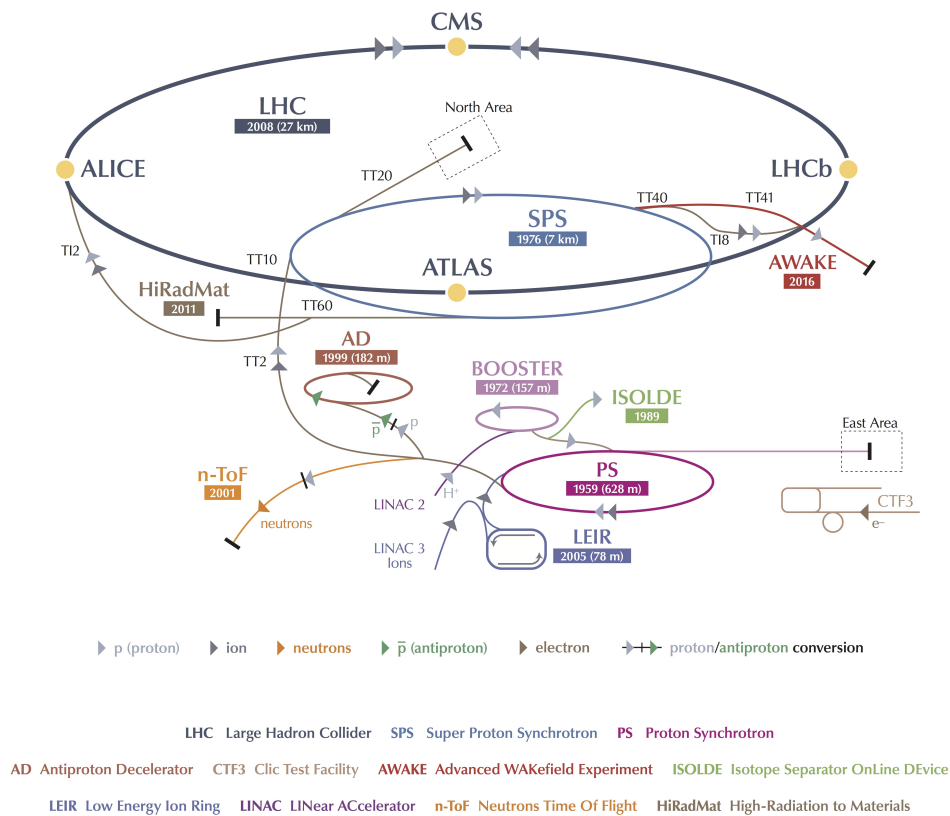 CMS
LHC
2008 (27 km)
North Area
ALICE
LHCb
TT20
TT40
TT41
SPS
1976 (7 km)
TI8
TI2
TT10
ATLAS
AWAKE
2016
HiRadMat
2011
TT60
AD
1999 (182 m)
TT2
BOOSTER
1972 (157 m)
ISOLDE
1989
p
p̅
East Area
n-ToF
2001
PS
1959 (628 m)
H⁺
LINAC 2
neutrons
CTF3
e⁻
LEIR
2005 (78 m)
LINAC 3
Ions
p (proton) ion neutrons p̅ (antiproton) electron proton/antiproton conversion
LHC Large Hadron Collider SPS Super Proton Synchrotron PS Proton Synchrotron
AD Antiproton Decelerator CTF3 Clic Test Facility AWAKE Advanced WAKefield Experiment ISOLDE Isotope Separator OnLine DEvice
LEIR Low Energy Ion Ring LINAC LINear ACcelerator n-ToF Neutrons Time Of Flight HiRadMat High-Radiation to Materials